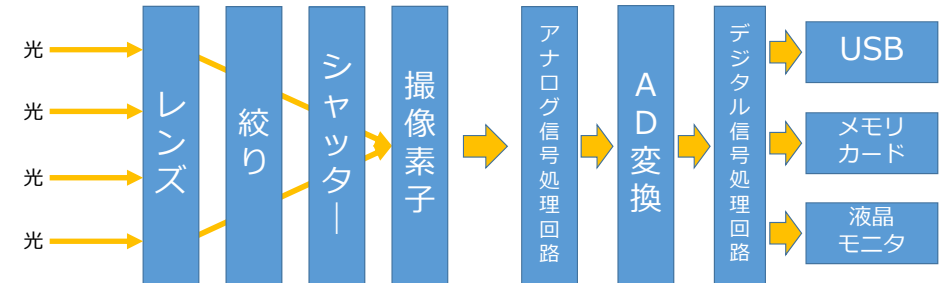 光
光
光
光
レンズ
絞り
シャッター
撮像素子
アナログ信号処理回路
AD変換
デジタル信号処理回路
USB
メモリ
カード
液晶
モニタ